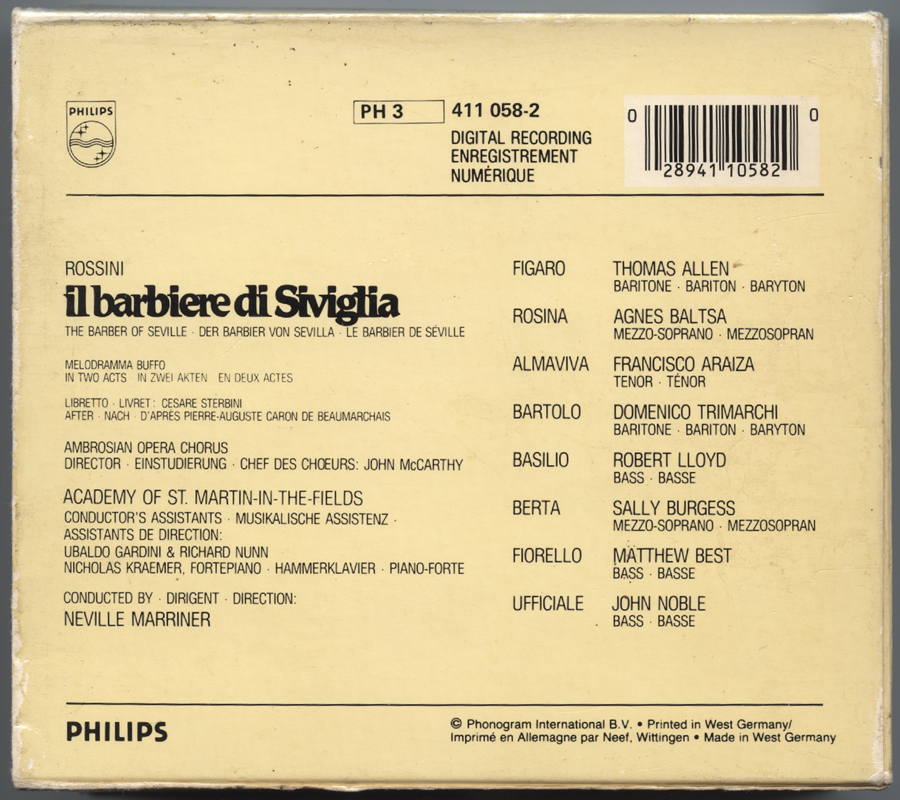 PHILIPS
PH 3
411 058-2
DIGITAL RECORDING
ENREGISTREMENT
NUMÉRIQUE
0 28941 10582 0
ROSSINI
il barbiere di Siviglia
THE BARBER OF SEVILLE · DER BARBIER VON SEVILLA · LE BARBIER DE SÉVILLE
MELODRAMMA BUFFO
IN TWO ACTS IN ZWEI AKTEN EN DEUX ACTES
LIBRETTO · LIVRET: CESARE STERBINI
AFTER · NACH · D'APRÈS PIERRE-AUGUSTE CARON DE BEAUMARCHAIS
AMBROSIAN OPERA CHORUS
DIRECTOR · EINSTUDIERUNG · CHEF DES CHŒURS: JOHN McCARTHY
ACADEMY OF ST. MARTIN-IN-THE-FIELDS
CONDUCTOR'S ASSISTANTS · MUSIKALISCHE ASSISTENZ ·
ASSISTANTS DE DIRECTION:
UBALDO GARDINI & RICHARD NUNN
NICHOLAS KRAEMER, FORTEPIANO · HAMMERKLAVIER · PIANO-FORTE
CONDUCTED BY · DIRIGENT · DIRECTION:
NEVILLE MARRINER
FIGARO THOMAS ALLEN
BARITONE · BARITON · BARYTON
ROSINA AGNES BALTSA
MEZZO-SOPRANO · MEZZOSOPRAN
ALMAVIVA FRANCISCO ARAIZA
TENOR · TÉNOR
BARTOLO DOMENICO TRIMARCHI
BARITONE · BARITON · BARYTON
BASILIO ROBERT LLOYD
BASS · BASSE
BERTA SALLY BURGESS
MEZZO-SOPRANO · MEZZOSOPRAN
FIORELLO MATTHEW BEST
BASS · BASSE
UFFICIALE JOHN NOBLE
BASS · BASSE
PHILIPS
© Phonogram International B.V. • Printed in West Germany/
Imprimé en Allemagne par Neef, Wittingen • Made in West Germany